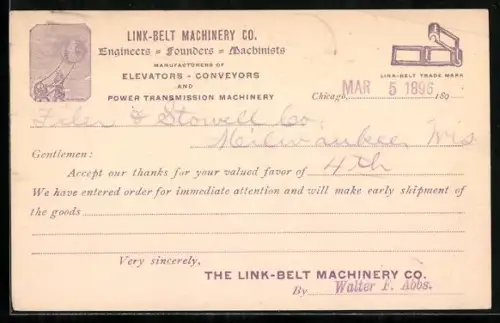 LINK-BELT MACHINERY CO.
Engineers = Founders = Machinists
MANUFACTURERS OF
ELEVATORS - CONVEYORS
AND
POWER TRANSMISSION MACHINERY
LINK-BELT TRADE MARK
Chicago, MAR 5 1896 189
Filer & Stowell Co
Milwaukee, Wis
Gentlemen:
Accept our thanks for your valued favor of 4th
We have entered order for immediate attention and will make early shipment of
the goods
Very sincerely,
THE LINK-BELT MACHINERY CO.
By Walter F. Abbs.